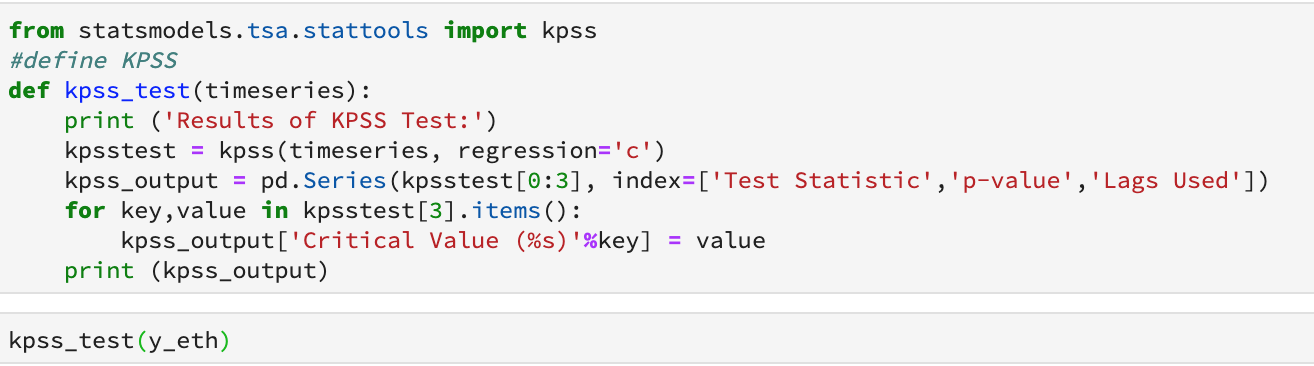 from statsmodels.tsa.stattools import kpss
#define KPSS
def kpss_test(timeseries):
    print ('Results of KPSS Test:')
    kpsstest = kpss(timeseries, regression='c')
    kpss_output = pd.Series(kpsstest[0:3], index=['Test Statistic','p-value','Lags Used'])
    for key,value in kpsstest[3].items():
        kpss_output['Critical Value (%s)'%key] = value
    print (kpss_output)
kpss_test(y_eth)